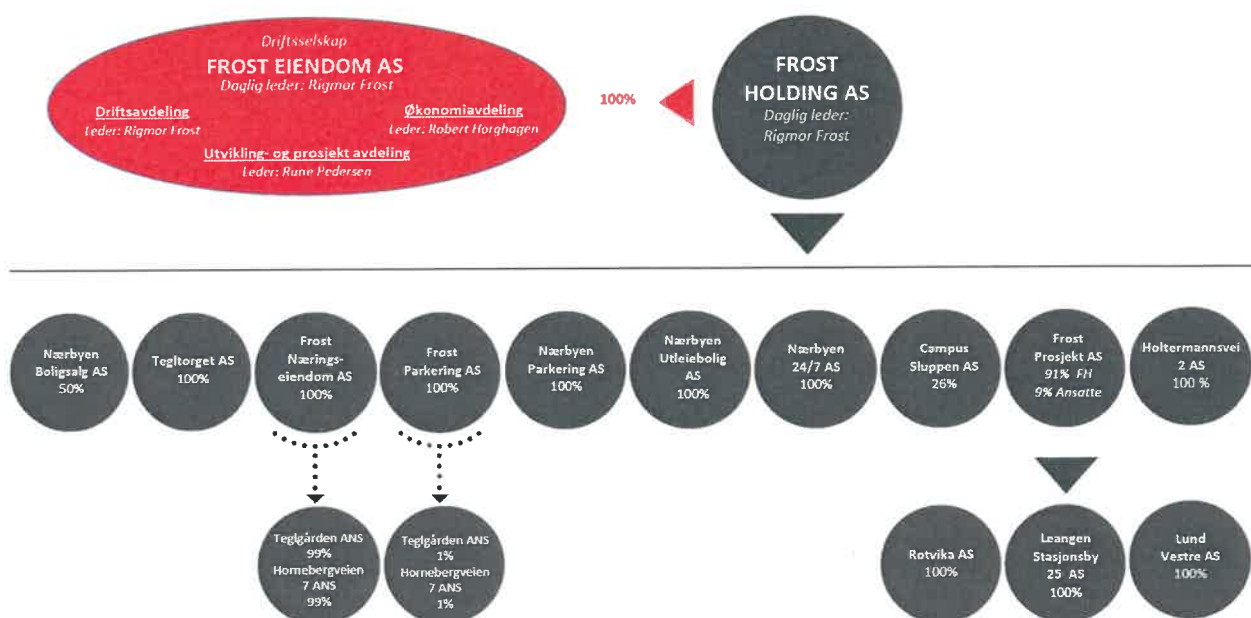 Driftsselskap
FROST EIENDOM AS
Daglig leder: Rigmor Frost
Driftsavdeling
Leder: Rigmor Frost
Økonomiavdeling
Leder: Robert Horghagen
Utvikling- og prosjekt avdeling
Leder: Rune Pedersen
100%
FROST
HOLDING AS
Daglig leder:
Rigmor Frost
Nærbyen
Boligsalg AS
50%
Tegltorget AS
100%
Frost
Nærings-
eiendom AS
100%
Frost
Parkering AS
100%
Nærbyen
Parkering AS
100%
Nærbyen
Utleiebolig
AS
100%
Nærbyen
24/7 AS
100%
Campus
Sluppen AS
26%
Frost
Prosjekt AS
91% FH
9% Ansatte
Holtermannsvei
2 AS
100 %
Teglgården ANS
99%
Hornebergveien
7 ANS
99%
Teglgården ANS
1%
Hornebergveien
7 ANS
1%
Rotvika AS
100%
Leangen
Stasjonsby
25 AS
100%
Lund
Vestre AS
100%